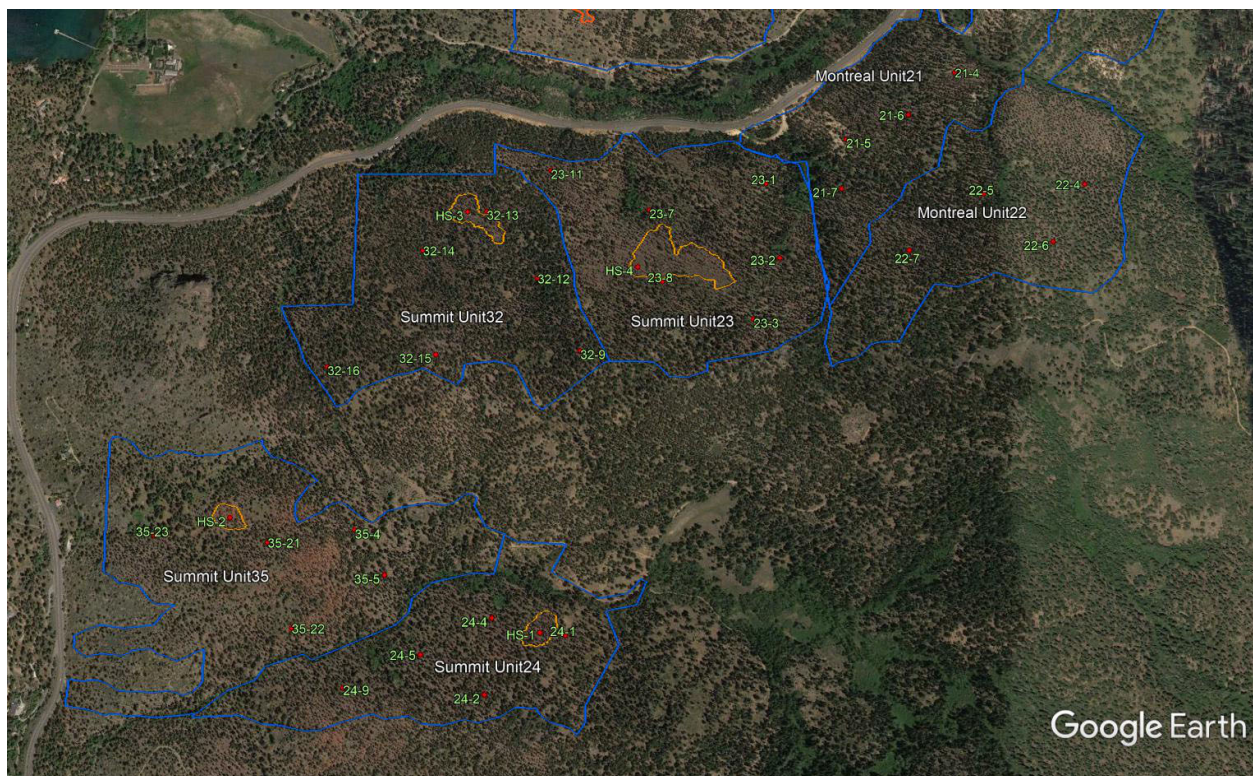 Montreal Unit21
21-4
21-6
21-5
23-11
23-1
21-7
22-5
22-4
HS-3
32-13
23-7
Montreal Unit22
32-14
22-6
22-7
23-2
HS-4
32-12
23-8
Summit Unit32
Summit Unit23
23-3
32-15
32-9
32-16
HS-2
35-23
35-4
35-21
Summit Unit35
35-5
24-4
35-22
HS-1
24-1
24-5
Summit Unit24
24-9
24-2
Google Earth